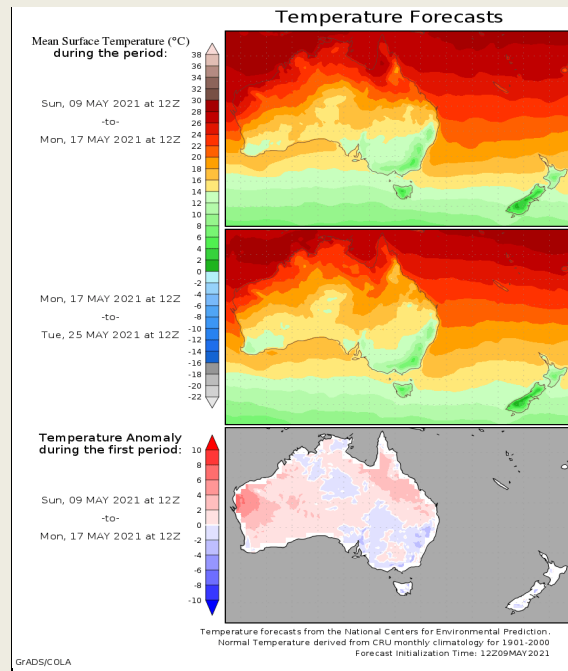 Temperature Forecasts
Mean Surface Temperature (°C)
during the period:
Sun, 09 MAY 2021 at 12Z
-to-
Mon, 17 MAY 2021 at 12Z
38
36
34
32
30
28
26
24
22
20
18
16
14
12
10
8
6
4
2
0
-2
-4
-6
-8
-10
-12
-14
-16
-18
-20
-22
Mon, 17 MAY 2021 at 12Z
-to-
Tue, 25 MAY 2021 at 12Z
Temperature Anomaly
during the first period:
Sun, 09 MAY 2021 at 12Z
-to-
Mon, 17 MAY 2021 at 12Z
10
8
6
4
2
0
-2
-4
-6
-8
-10
Temperature forecasts from the National Centers for Environmental Prediction.
Normal Temperature derived from CRU monthly climatology for 1901-2000
Forecast Initialization Time: 12Z09MAY2021
GrADS/COLA